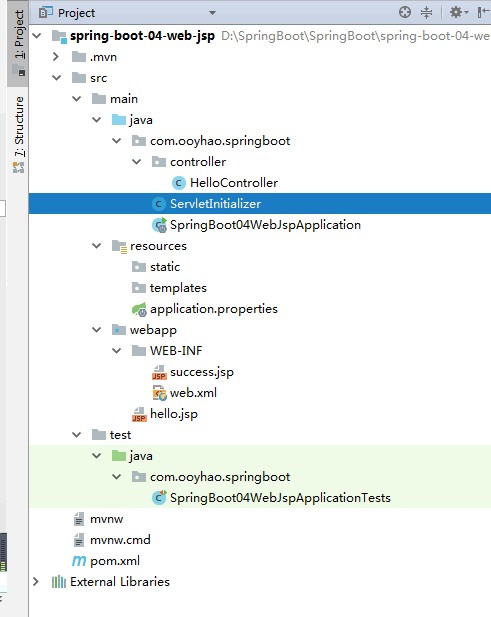 Project
1: Project
7: Structure
spring-boot-04-web-jsp D:\SpringBoot\SpringBoot\spring-boot-04-we
.mvn
src
main
java
com.ooyhao.springboot
controller
HelloController
ServletInitializer
SpringBoot04WebJspApplication
resources
static
templates
application.properties
webapp
WEB-INF
success.jsp
web.xml
hello.jsp
test
java
com.ooyhao.springboot
SpringBoot04WebJspApplicationTests
mvnw
mvnw.cmd
pom.xml
External Libraries